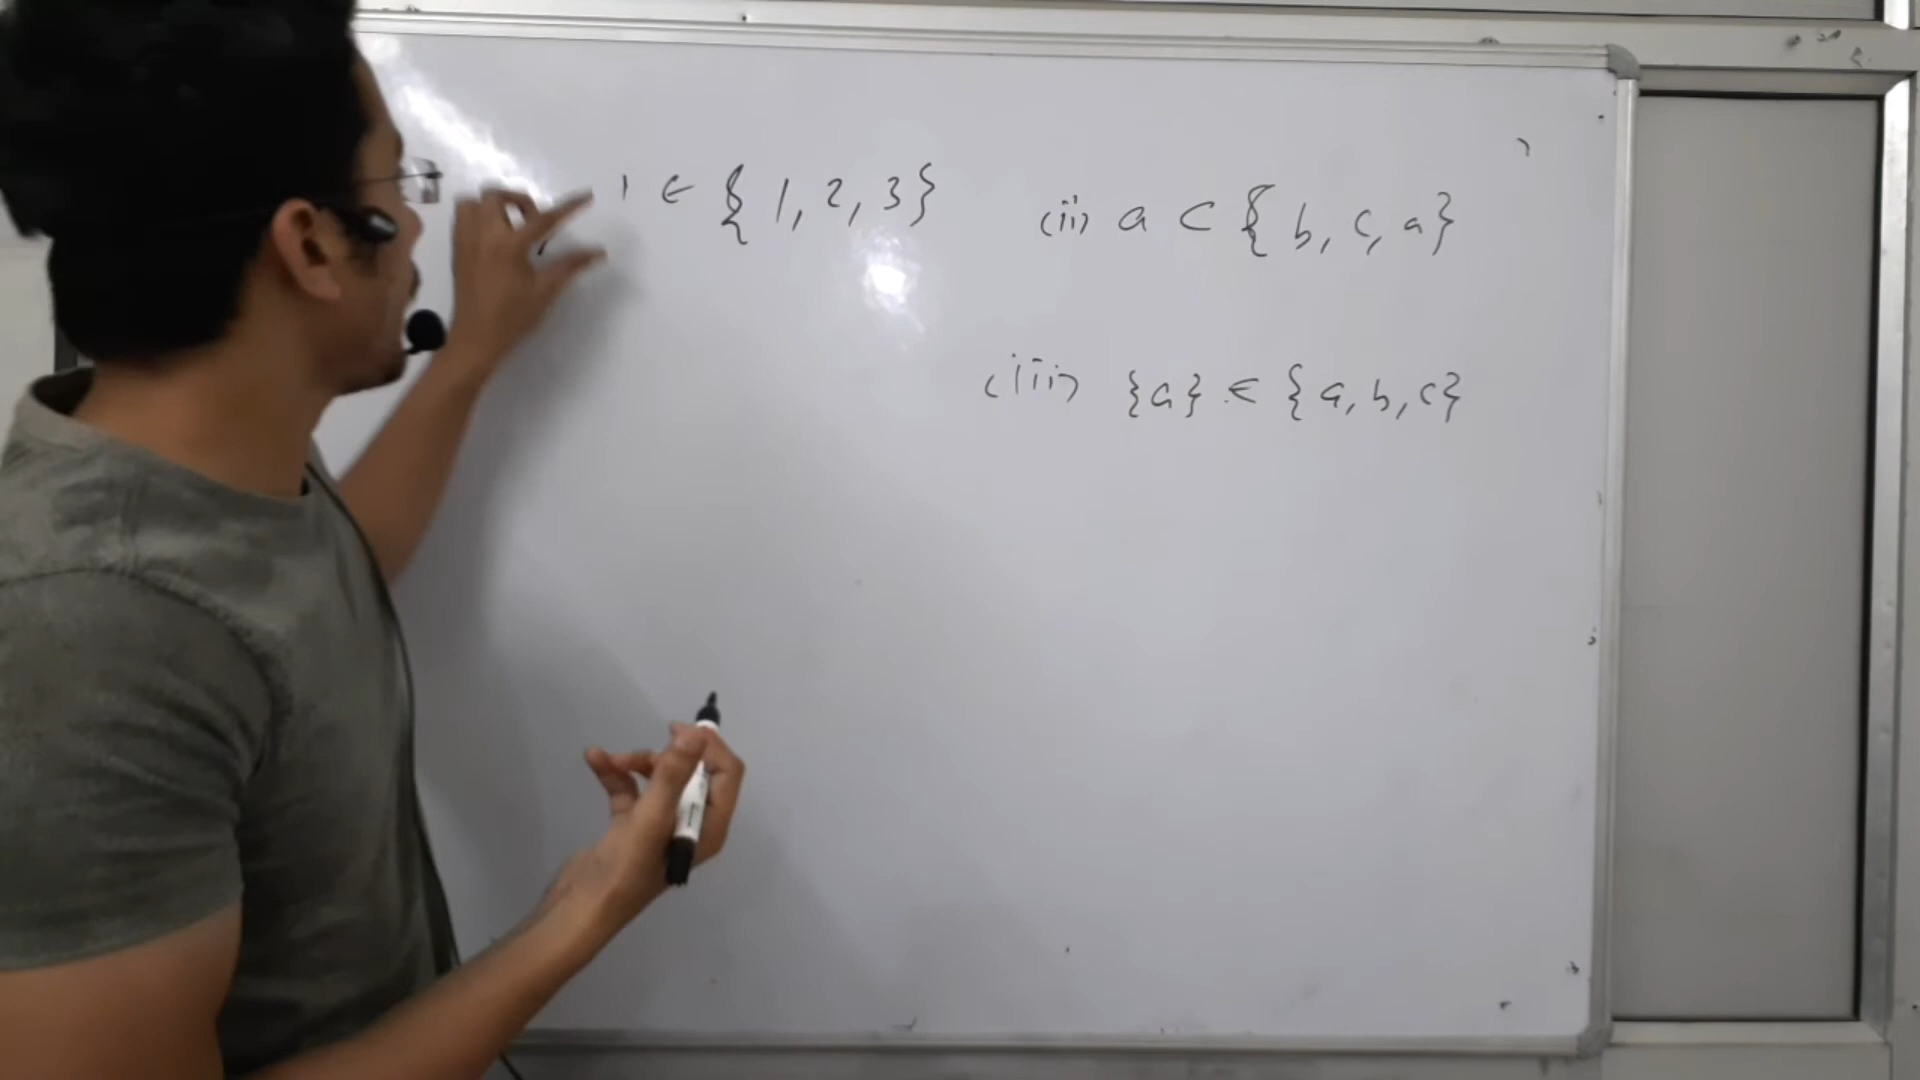 1 ∈ {1, 2, 3} (ii) a ⊂ {b, c, a}
(iii) {a} ∈ {a, b, c}